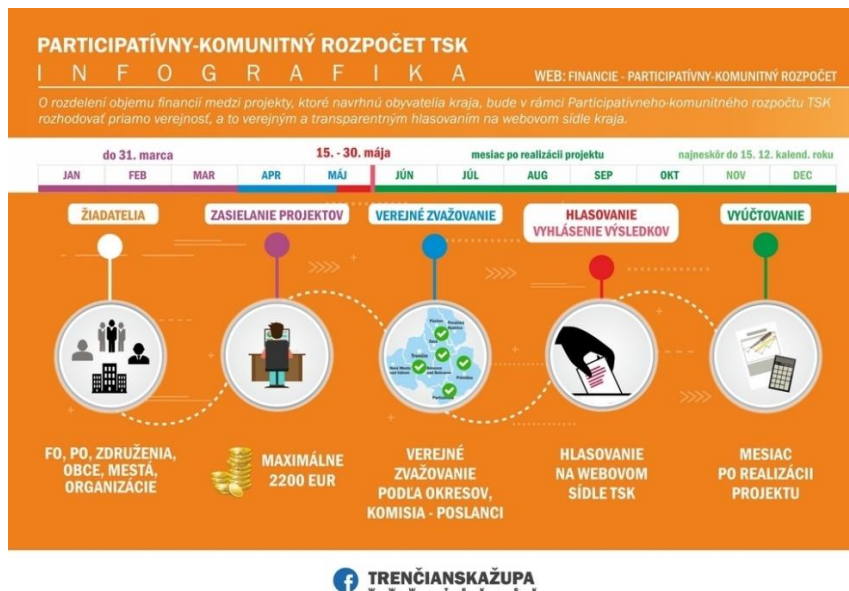 PARTICIPATÍVNY-KOMUNITNÝ ROZPOČET TSK
INFOGRAFIKA
WEB: FINANCIE - PARTICIPATÍVNY-KOMUNITNÝ ROZPOČET
O rozdelení objemu financií medzi projekty, ktoré navrhnú obyvatelia kraja, bude v rámci Participatívneho-komunitného rozpočtu TSK
rozhodovať priamo verejnosť, a to verejným a transparentným hlasovaním na webovom sídle kraja.
do 31. marca
15. - 30. mája
mesiac po realizácii projektu
najneskôr do 15. 12. kalend. roku
JAN FEB MAR APR MÁJ JÚN JÚL AUG SEP OKT NOV DEC
ŽIADATELIA
ZASIELANIE PROJEKTOV
VEREJNÉ ZVAŽOVANIE
HLASOVANIE
VYHLÁSENIE VÝSLEDKOV
VYÚČTOVANIE
Trenčín
FO, PO, ZDRUŽENIA,
OBCE, MESTÁ,
ORGANIZÁCIE
MAXIMÁLNE
2200 EUR
VEREJNÉ
ZVAŽOVANIE
PODĽA OKRESOV,
KOMISIA - POSLANCI
HLASOVANIE
NA WEBOVOM
SÍDLE TSK
MESIAC
PO REALIZÁCII
PROJEKTU
TRENČIANSKAŽUPA